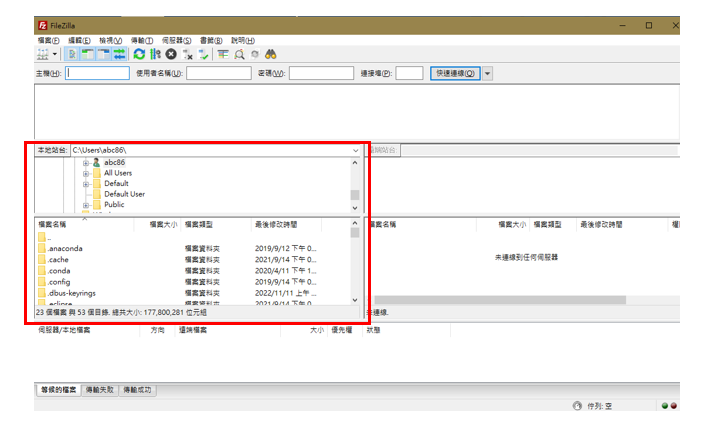 FileZilla
檔案(F) 編輯(E) 檢視(V) 傳輸(T) 伺服器(S) 書籤(B) 說明(H)
主機(H): 使用者名稱(U): 密碼(W): 連接埠(P): 快速連線(Q)
本地站台: C:\Users\abc86\
abc86
All Users
Default
Default User
Public
檔案名稱 檔案大小 檔案類型 最後修改時間
..
.anaconda 檔案資料夾 2019/9/12 下午 0...
.cache 檔案資料夾 2021/9/14 下午 0...
.conda 檔案資料夾 2020/4/11 下午 1...
.config 檔案資料夾 2019/9/14 下午 0...
.dbus-keyrings 檔案資料夾 2022/11/11 上午 ...
.eclipse 檔案資料夾 2021/9/14 下午 0
23 個檔案 與 53 個目錄. 總共大小: 177,800,281 位元組
遠端站台
檔案名稱 檔案大小 檔案類型 最後修改時間 權
未連線到任何伺服器
未連線.
伺服器/本地檔案 方向 遠端檔案 大小 優先權 狀態
等候的檔案 傳輸失敗 傳輸成功
佇列: 空